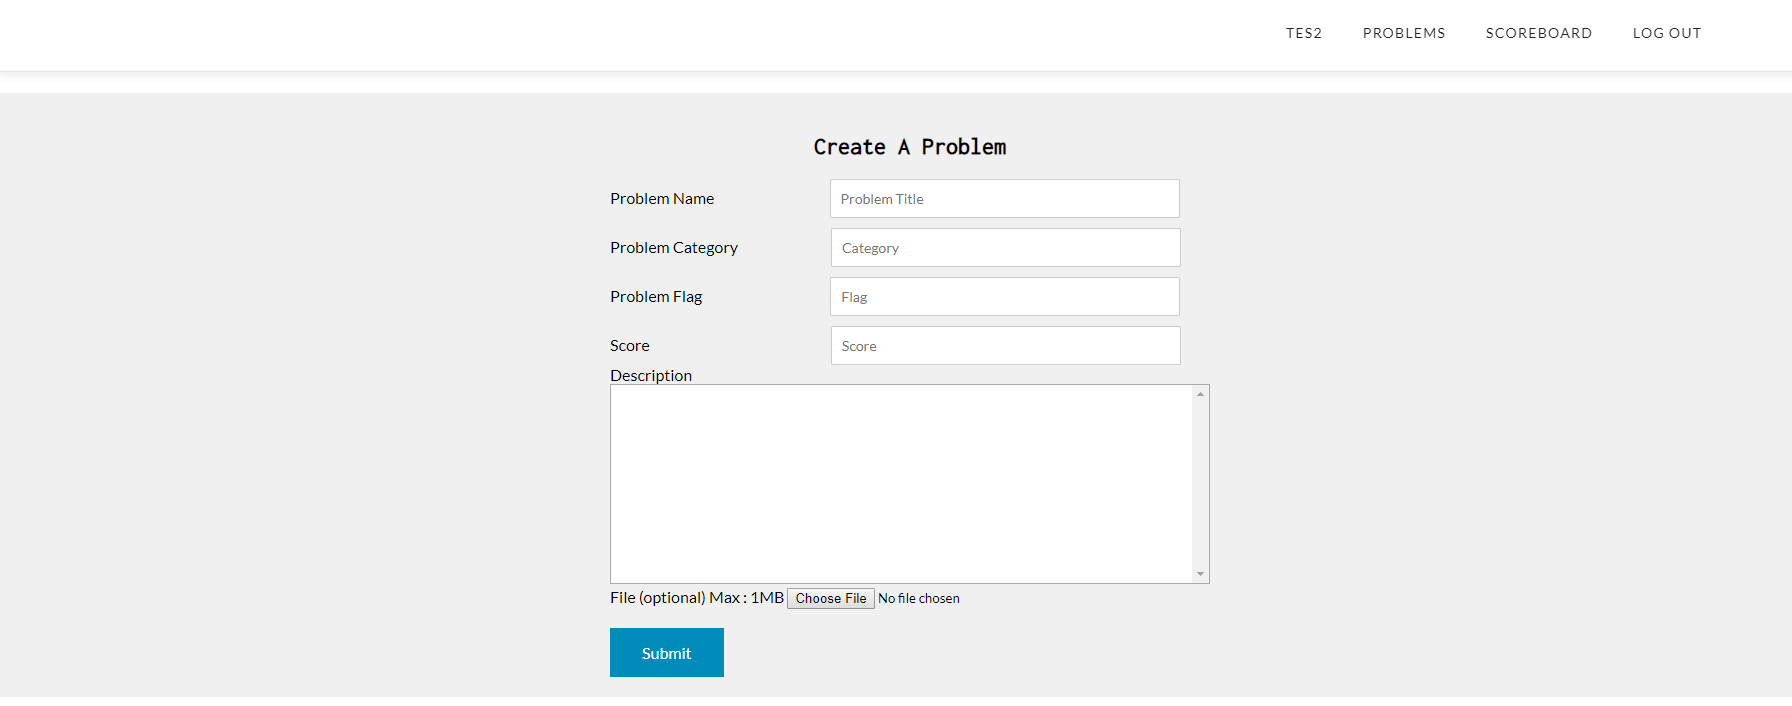 TES2 PROBLEMS SCOREBOARD LOG OUT
Create A Problem
Problem Name Problem Title
Problem Category Category
Problem Flag Flag
Score Score
Description
File (optional) Max : 1MB Choose File No file chosen
Submit